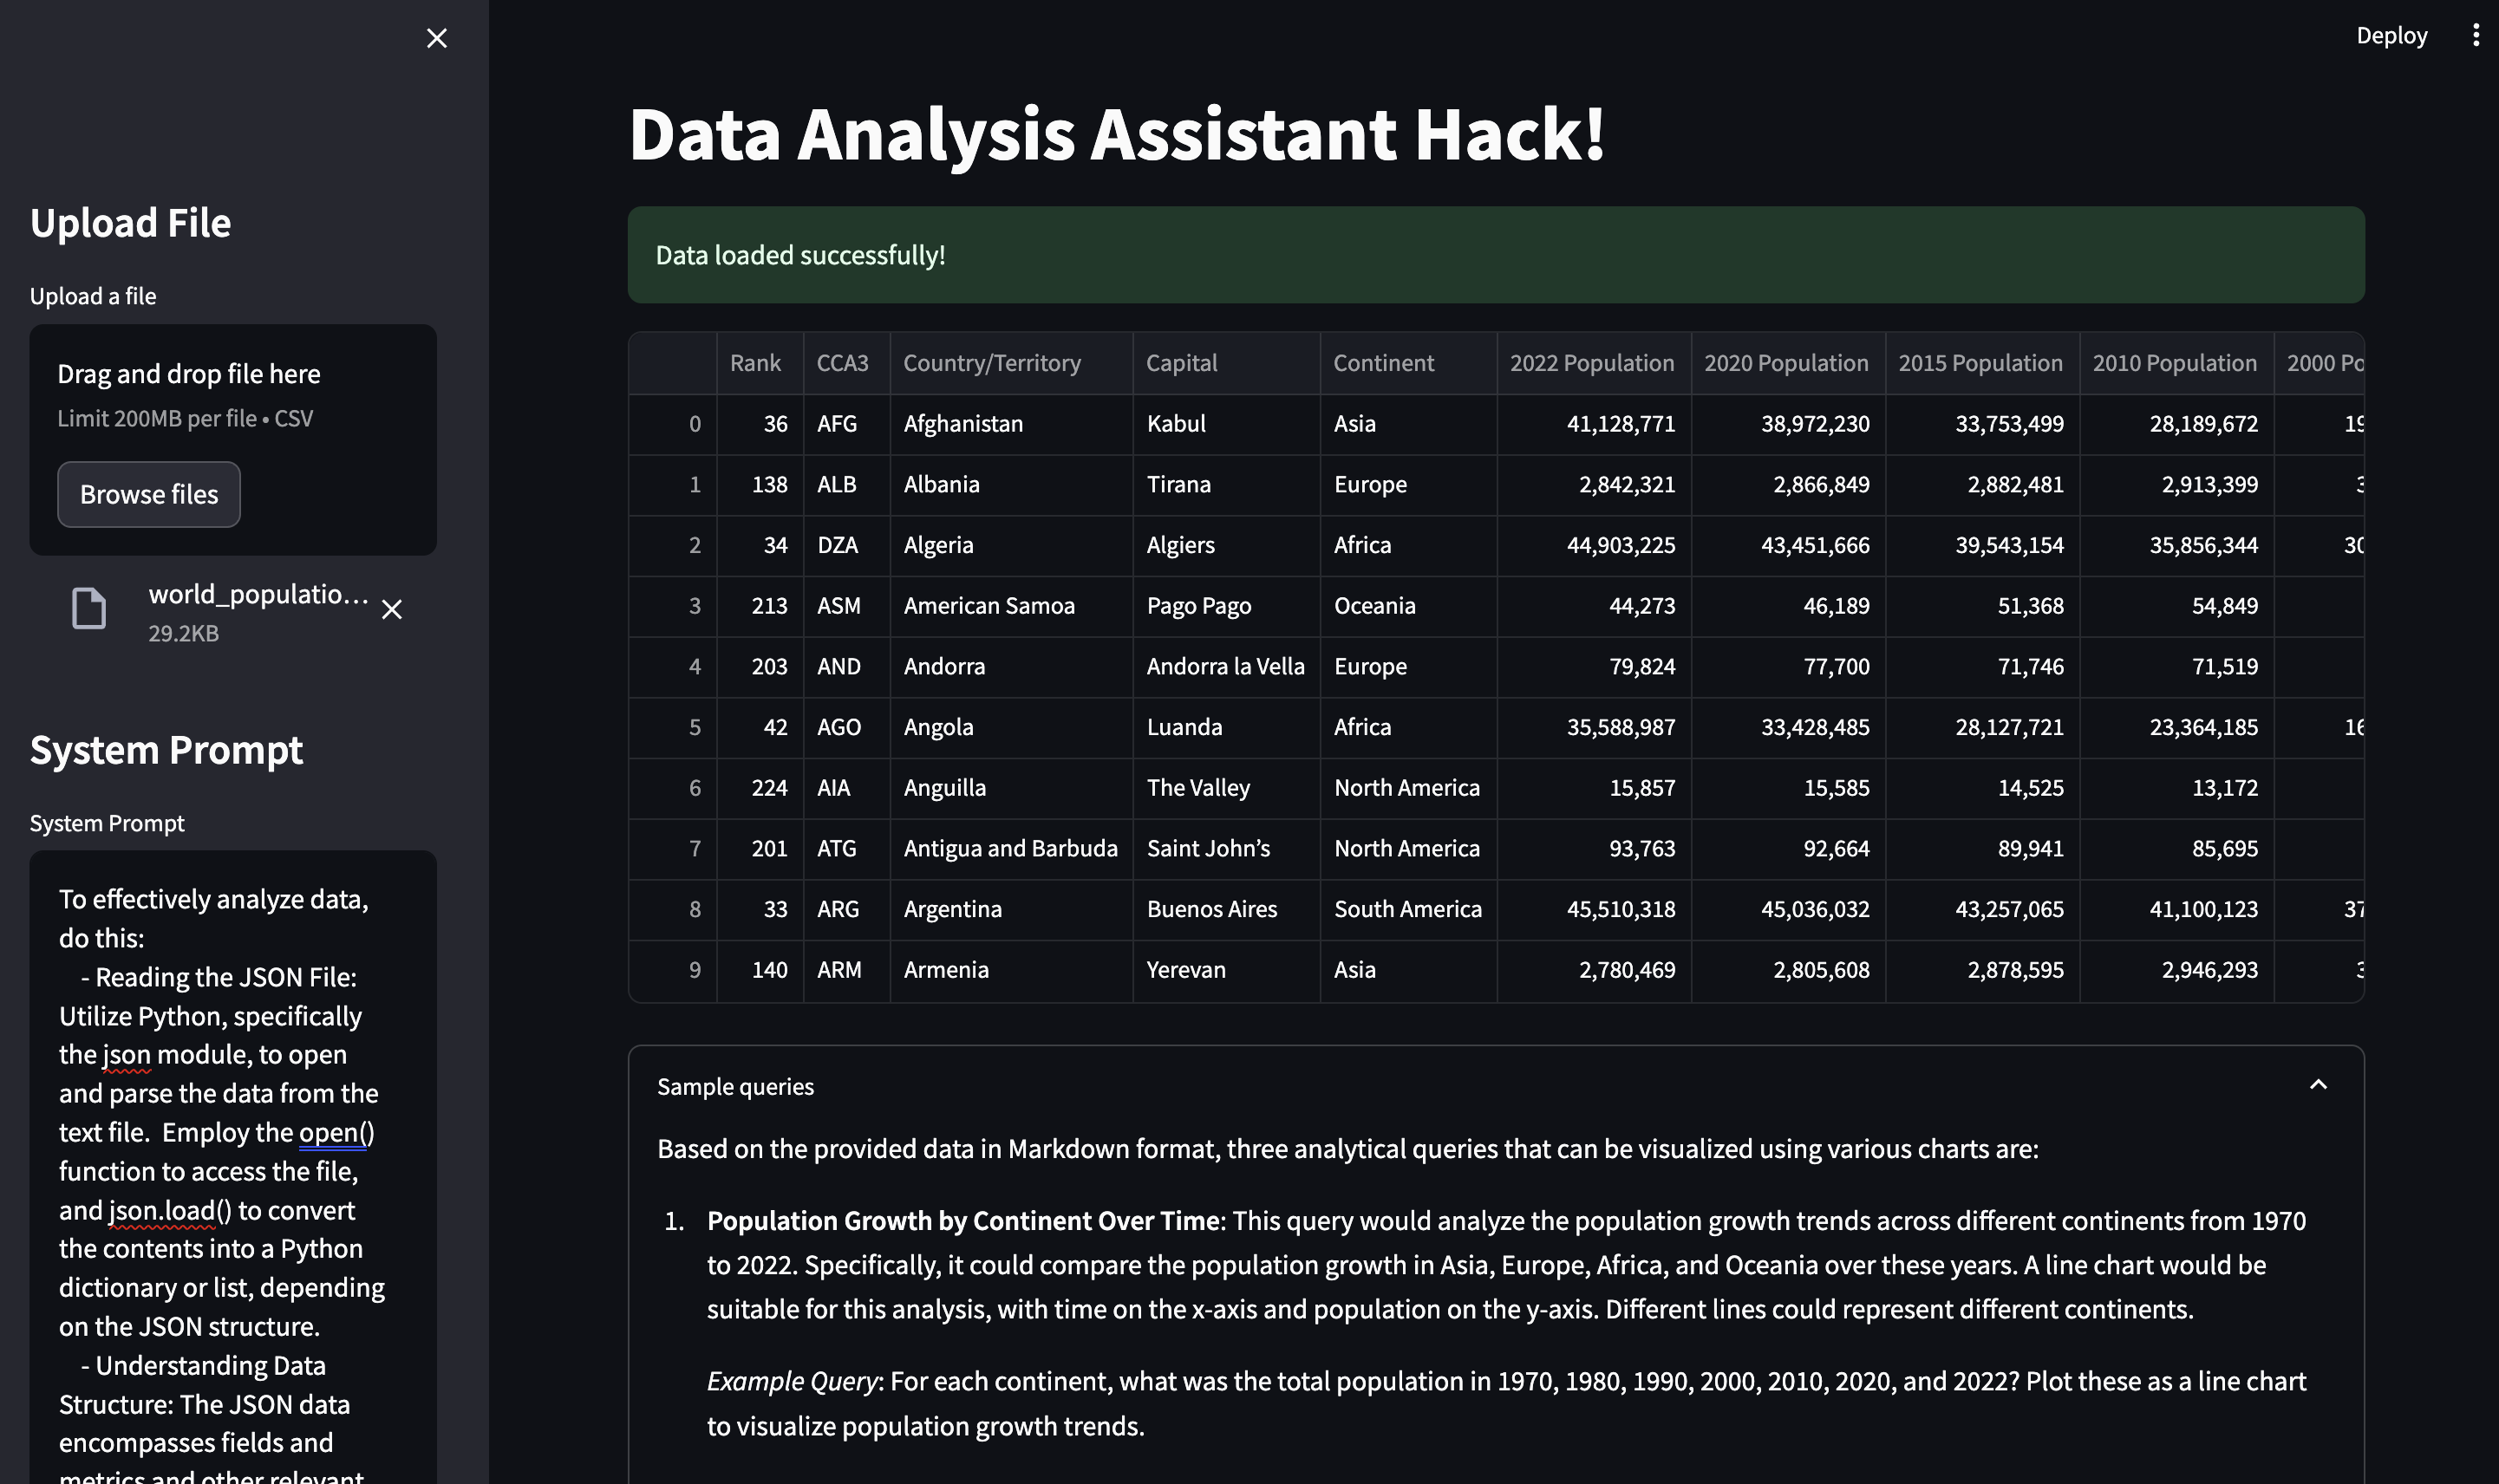 Deploy
Upload File
Upload a file
Drag and drop file here
Limit 200MB per file • CSV
Browse files
world_populatio...
29.2KB
System Prompt
System Prompt
To effectively analyze data,
do this:
- Reading the JSON File:
Utilize Python, specifically
the json module, to open
and parse the data from the
text file.  Employ the open()
function to access the file,
and json.load() to convert
the contents into a Python
dictionary or list, depending
on the JSON structure.
- Understanding Data
Structure: The JSON data
encompasses fields and
metrics and other relevant
Data Analysis Assistant Hack!
Data loaded successfully!
Rank CCA3 Country/Territory Capital Continent 2022 Population 2020 Population 2015 Population 2010 Population 2000 Po
0 36 AFG Afghanistan Kabul Asia 41,128,771 38,972,230 33,753,499 28,189,672 19
1 138 ALB Albania Tirana Europe 2,842,321 2,866,849 2,882,481 2,913,399 3
2 34 DZA Algeria Algiers Africa 44,903,225 43,451,666 39,543,154 35,856,344 30
3 213 ASM American Samoa Pago Pago Oceania 44,273 46,189 51,368 54,849
4 203 AND Andorra Andorra la Vella Europe 79,824 77,700 71,746 71,519
5 42 AGO Angola Luanda Africa 35,588,987 33,428,485 28,127,721 23,364,185 16
6 224 AIA Anguilla The Valley North America 15,857 15,585 14,525 13,172
7 201 ATG Antigua and Barbuda Saint John’s North America 93,763 92,664 89,941 85,695
8 33 ARG Argentina Buenos Aires South America 45,510,318 45,036,032 43,257,065 41,100,123 37
9 140 ARM Armenia Yerevan Asia 2,780,469 2,805,608 2,878,595 2,946,293 3
Sample queries
Based on the provided data in Markdown format, three analytical queries that can be visualized using various charts are:
1. Population Growth by Continent Over Time: This query would analyze the population growth trends across different continents from 1970
to 2022. Specifically, it could compare the population growth in Asia, Europe, Africa, and Oceania over these years. A line chart would be
suitable for this analysis, with time on the x-axis and population on the y-axis. Different lines could represent different continents.
Example Query: For each continent, what was the total population in 1970, 1980, 1990, 2000, 2010, 2020, and 2022? Plot these as a line chart
to visualize population growth trends.